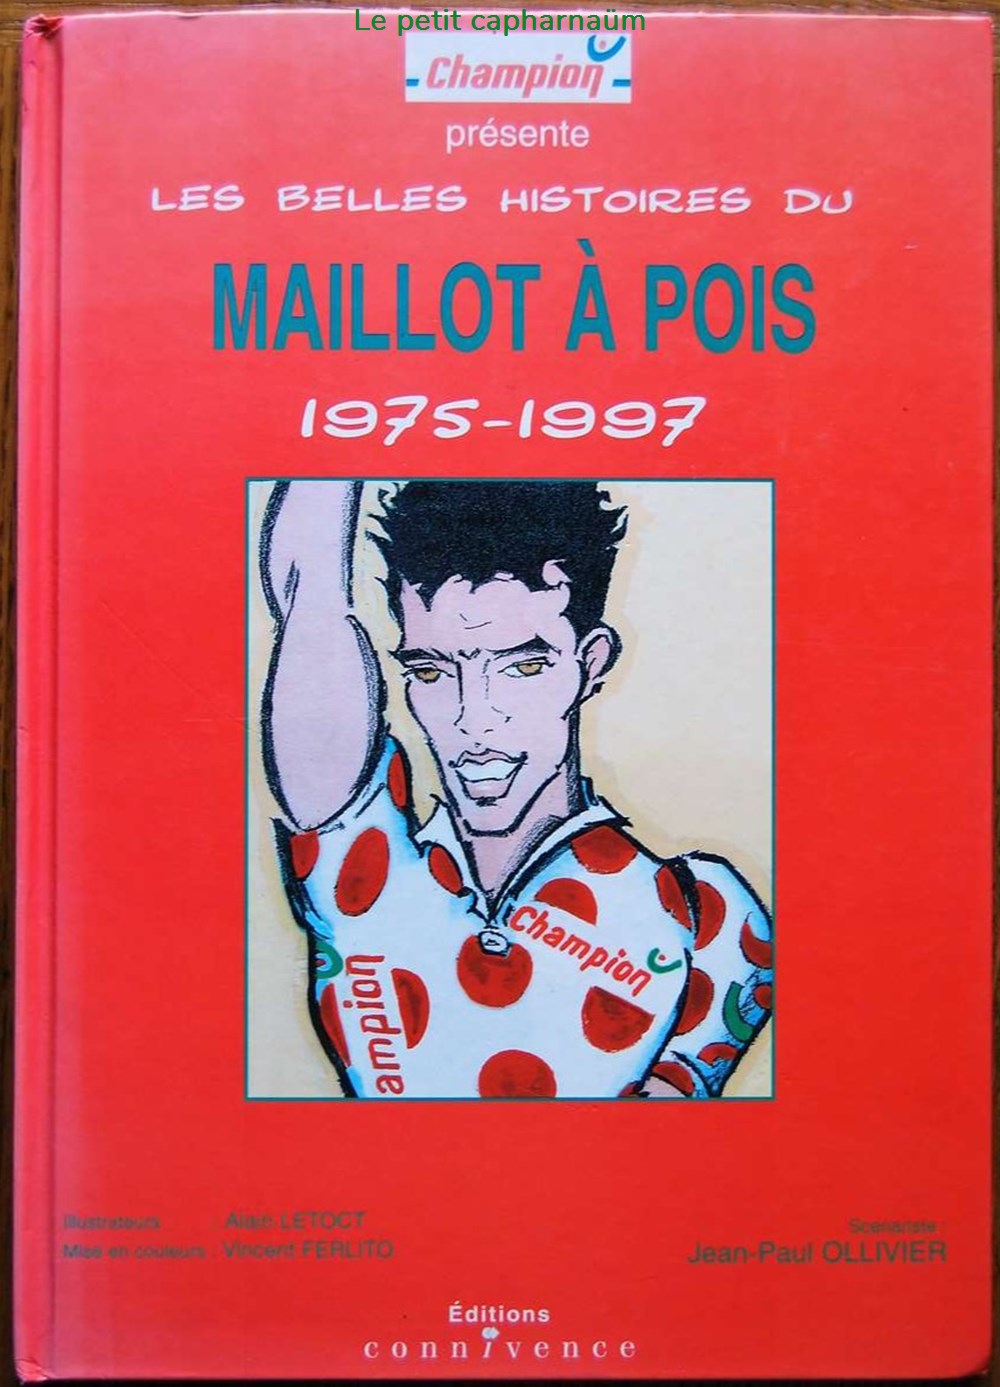 Le petit capharnaüm
Champion
présente
LES BELLES HISTOIRES DU
MAILLOT À POIS
1975-1997
Champion
ampion
Illustrateurs : Alain LETOCT
Mise en couleurs : Vincent FERLITO
Scénariste :
Jean-Paul OLLIVIER
Éditions
connivence